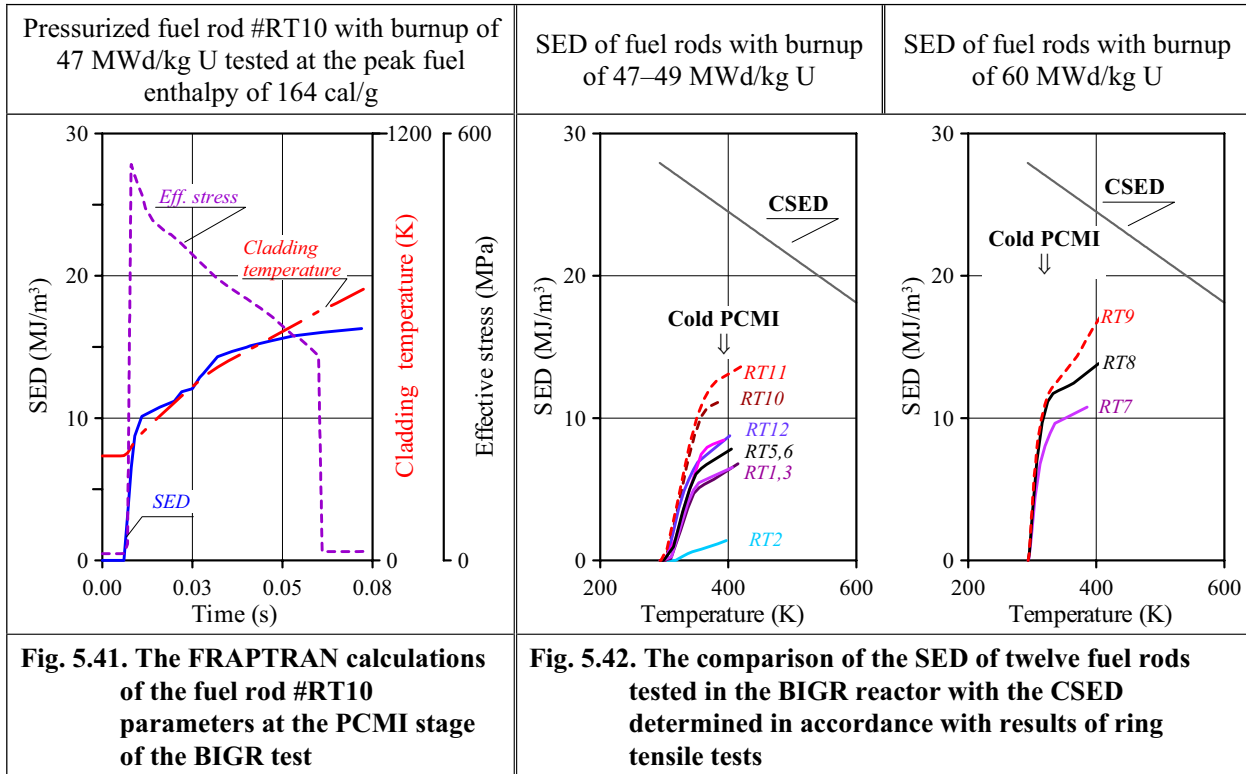 Pressurized fuel rod #RT10 with burnup of
47 MWd/kg U tested at the peak fuel
enthalpy of 164 cal/g
SED of fuel rods with burnup
of 47–49 MWd/kg U
SED of fuel rods with burnup
of 60 MWd/kg U
30
20
10
0
SED (MJ/m³)
0.00
0.03
0.05
0.08
Time (s)
Eff. stress
Cladding
temperature
SED
1200
0
Cladding temperature (K)
600
0
Effective stress (MPa)
30
20
10
0
SED (MJ/m³)
CSED
Cold PCMI
⇓
RT11
RT10
RT12
RT5,6
RT1,3
RT2
200
400
600
Temperature (K)
30
20
10
0
SED (MJ/m³)
CSED
Cold PCMI
⇓
RT9
RT8
RT7
200
400
600
Temperature (K)
Fig. 5.41. The FRAPTRAN calculations
of the fuel rod #RT10
parameters at the PCMI stage
of the BIGR test
Fig. 5.42. The comparison of the SED of twelve fuel rods
tested in the BIGR reactor with the CSED
determined in accordance with results of ring
tensile tests